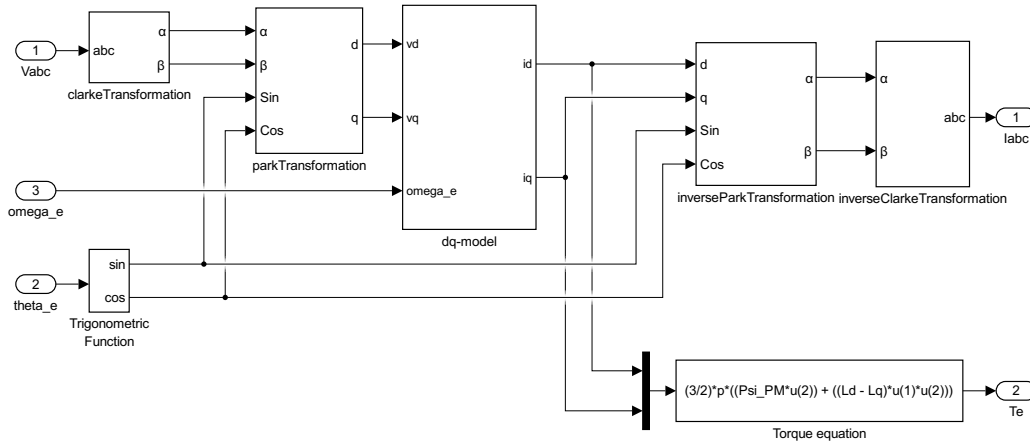 1
Vabc
abc
α
β
clarkeTransformation
α
β
Sin
Cos
d
q
parkTransformation
vd
vq
omega_e
id
iq
dq-model
d
q
Sin
Cos
α
β
inverseParkTransformation
α
β
abc
inverseClarkeTransformation
1
Iabc
3
omega_e
2
theta_e
sin
cos
Trigonometric
Function
(3/2)*p*((Psi_PM*u(2)) + ((Ld - Lq)*u(1)*u(2)))
Torque equation
2
Te